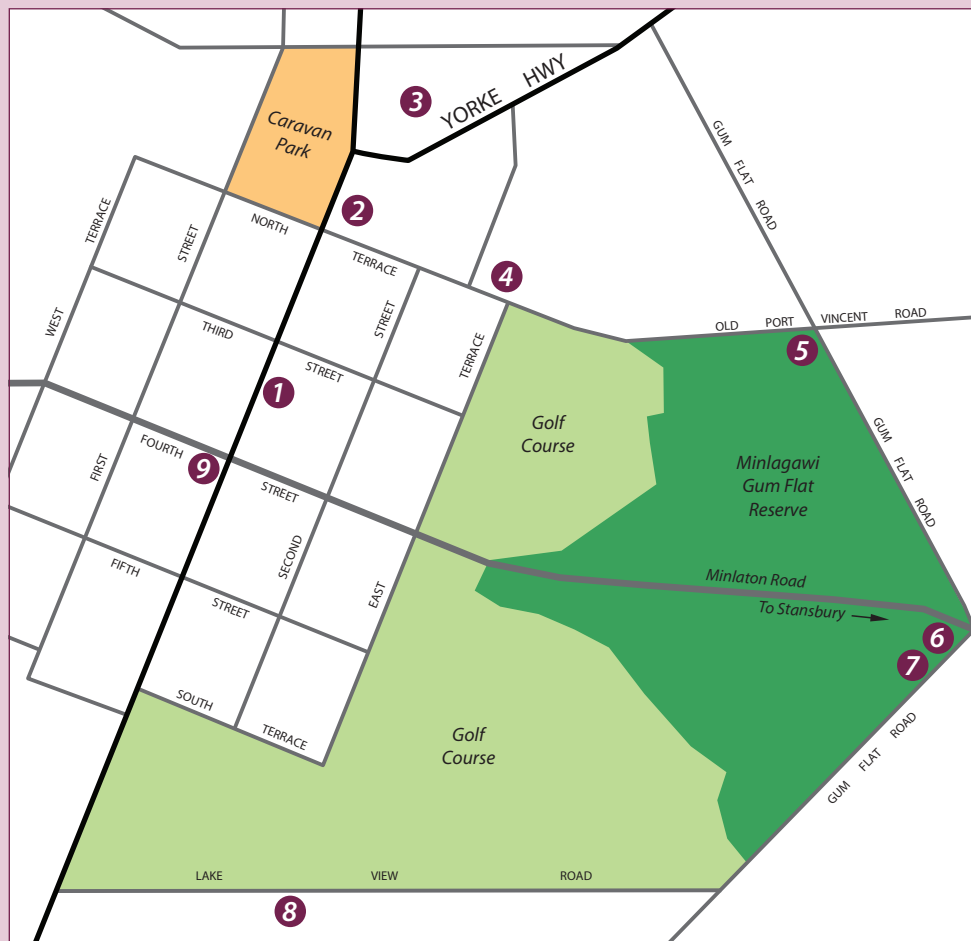 YORKE HWY
3
Caravan
Park
GUM FLAT ROAD
2
NORTH TERRACE
WEST TERRACE
STREET
4
OLD PORT VINCENT ROAD
5
THIRD STREET
STREET
TERRACE
1
Golf
Course
Minlagawi
Gum Flat
Reserve
GUM FLAT ROAD
FOURTH STREET
9
FIRST
SECOND
EAST
FIFTH STREET
Minlaton Road
To Stansbury
6
7
SOUTH TERRACE
Golf
Course
GUM FLAT ROAD
LAKE VIEW ROAD
8